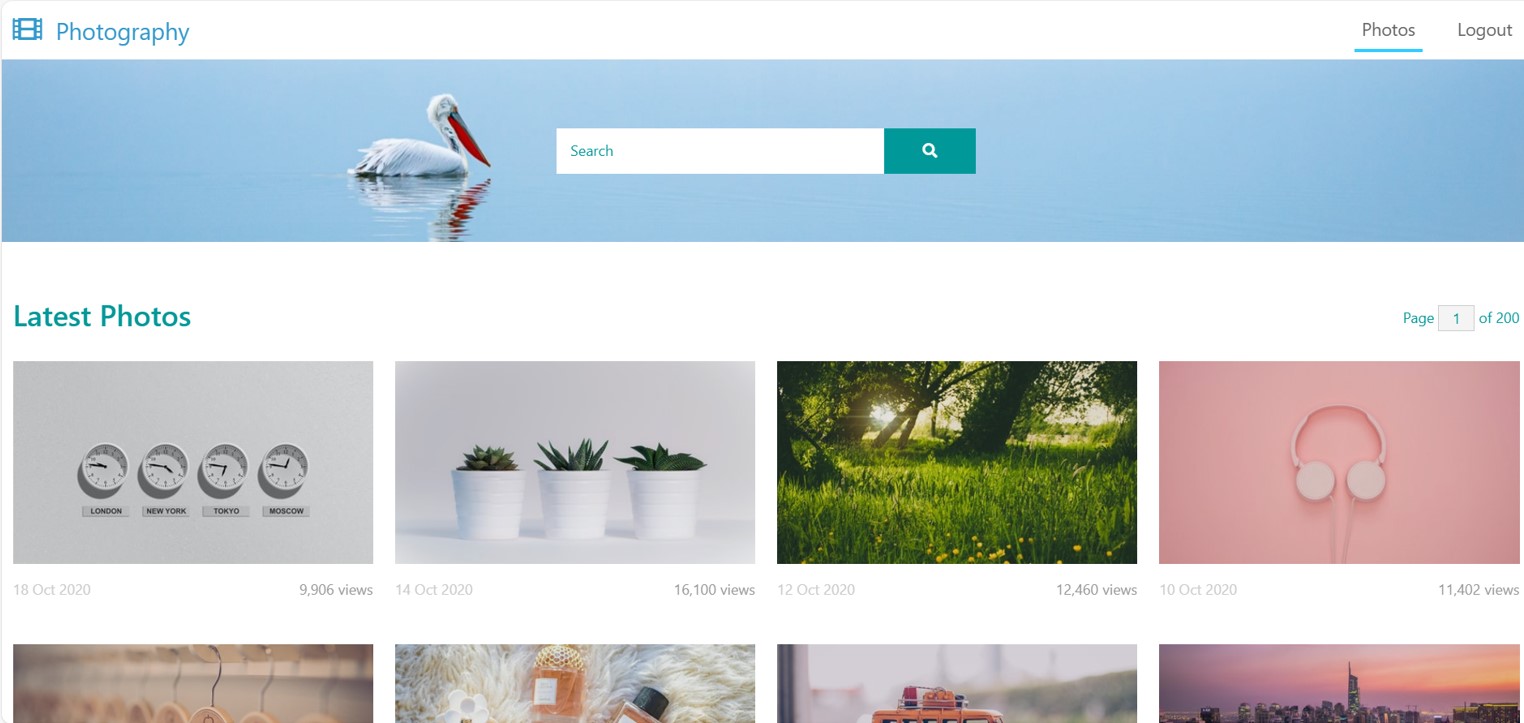 Photography
Photos
Logout
Search
Latest Photos
Page 1 of 200
LONDON NEW YORK TOKYO MOSCOW
18 Oct 2020
9,906 views
14 Oct 2020
16,100 views
12 Oct 2020
12,460 views
10 Oct 2020
11,402 views